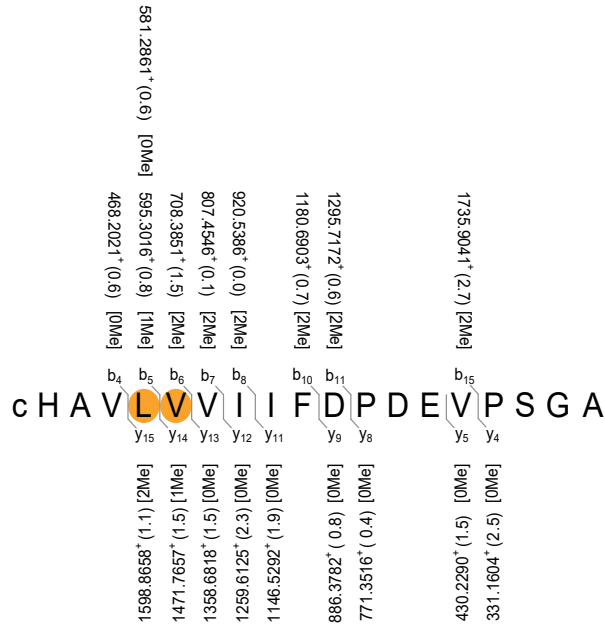 581.2861+ (0.6) [0Me]
468.2021+ (0.6) [0Me]
595.3016+ (0.8) [1Me]
708.3851+ (1.5) [2Me]
807.4546+ (0.1) [2Me]
920.5386+ (0.0) [2Me]
1180.6903+ (0.7) [2Me]
1295.7172+ (0.6) [2Me]
1735.9041+ (2.7) [2Me]
b4 b5 b6 b7 b8 b10 b11 b15
c H A V L V V I I F D P D E V P S G A
y15 y14 y13 y12 y11 y9 y8 y5 y4
1598.8658+ (1.1) [2Me]
1471.7657+ (1.5) [1Me]
1358.6818+ (1.5) [0Me]
1259.6125+ (2.3) [0Me]
1146.5292+ (1.9) [0Me]
886.3782+ ( 0.8) [0Me]
771.3516+ ( 0.4) [0Me]
430.2290+ (1.5) [0Me]
331.1604+ (2.5) [0Me]